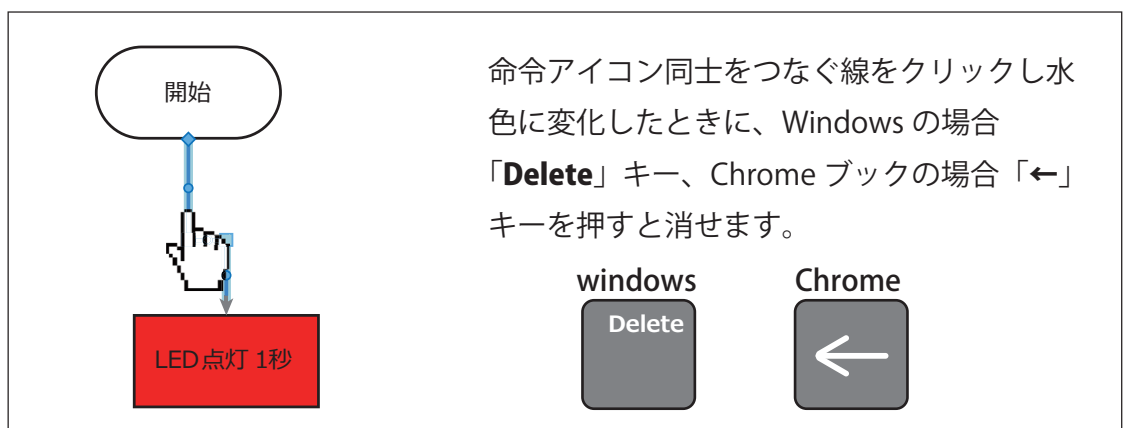 開始
LED点灯 1秒
命令アイコン同士をつなぐ線をクリックし水
色に変化したときに、Windows の場合
「Delete」キー、Chrome ブックの場合「←」
キーを押すと消せます。
windows
Delete
Chrome
←